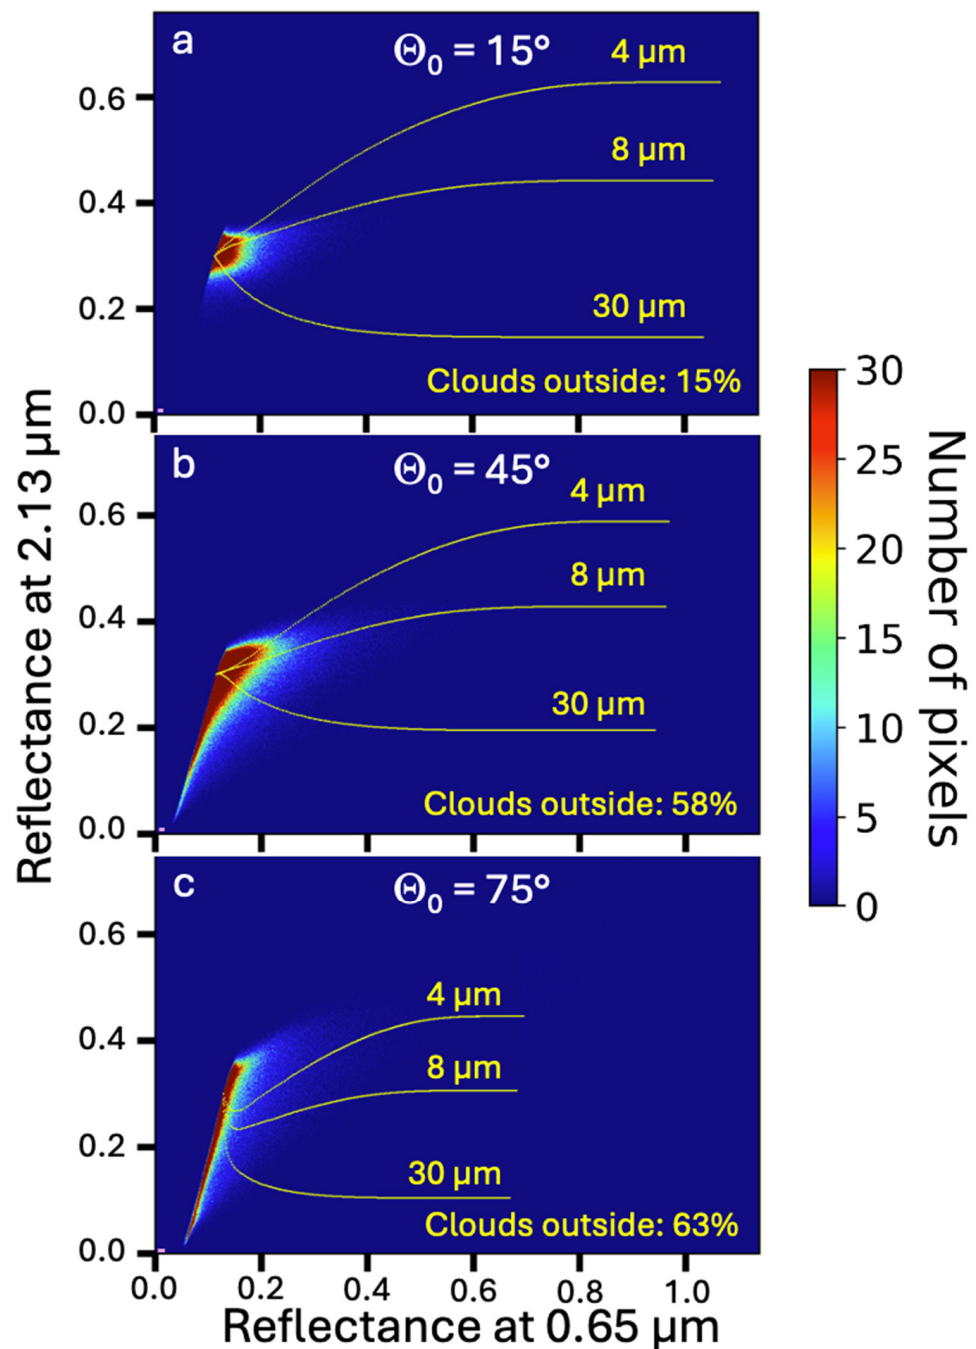 a
Θ0 = 15°
4 µm
8 µm
30 µm
Clouds outside: 15%
0.6
0.4
0.2
0.0
b
Θ0 = 45°
4 µm
8 µm
30 µm
Clouds outside: 58%
0.6
0.4
0.2
0.0
c
Θ0 = 75°
4 µm
8 µm
30 µm
Clouds outside: 63%
0.6
0.4
0.2
0.0
0.0 0.2 0.4 0.6 0.8 1.0
Reflectance at 0.65 µm
Reflectance at 2.13 µm
30
25
20
15
10
5
0
Number of pixels